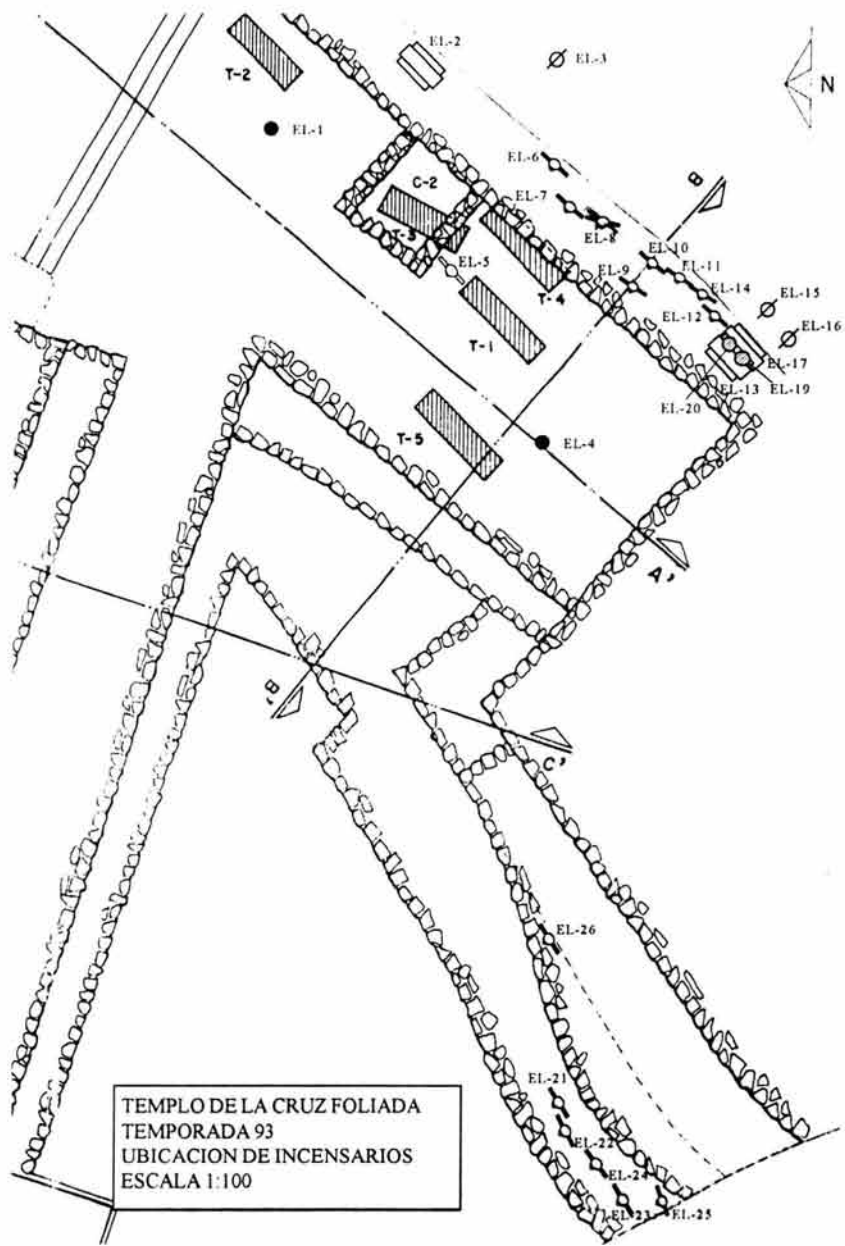 EL-2
EL-3
T-2
N
EL-1
EL-6
C-2
B
EL-7
T-3
EL-8
EL-10
EL-5
EL-11
EL-9
T-4
EL-14
EL-15
EL-12
T-1
EL-16
EL-17
EL-13 EL-19
EL-20
T-5
EL-4
A'
B'
C'
EL-26
EL-21
EL-22
EL-24
EL-23 EL-25
TEMPLO DE LA CRUZ FOLIADA
TEMPORADA 93
UBICACION DE INCENSARIOS
ESCALA 1:100